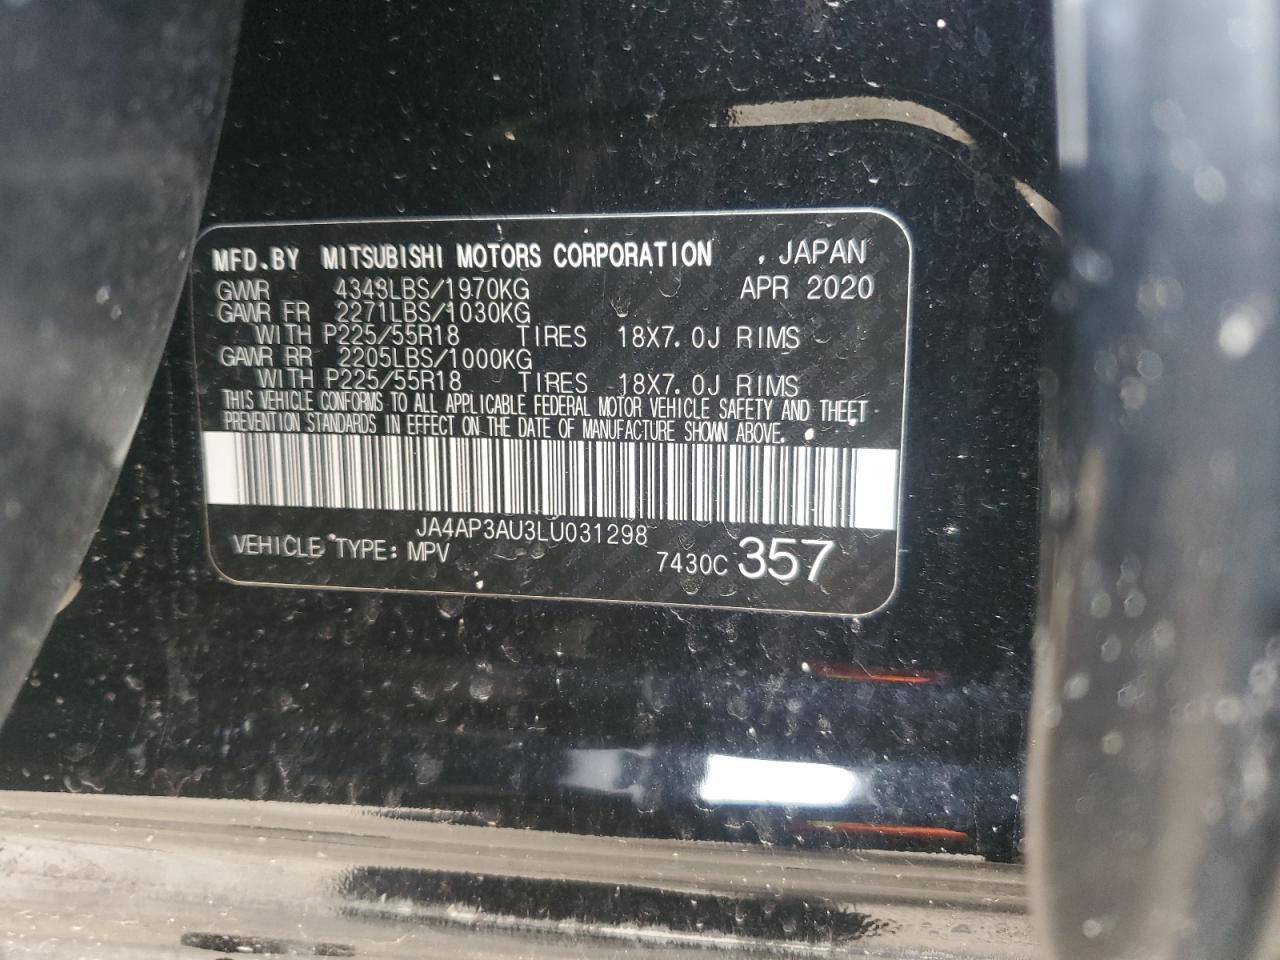 MFD.BY MITSUBISHI MOTORS CORPORATION , JAPAN
GVWR 4343LBS/1970KG APR 2020
GAWR FR 2271LBS/1030KG
WITH P225/55R18 TIRES 18X7.0J RIMS
GAWR RR 2205LBS/1000KG
WITH P225/55R18 TIRES 18X7.0J RIMS
THIS VEHICLE CONFORMS TO ALL APPLICABLE FEDERAL MOTOR VEHICLE SAFETY AND THEFT
PREVENTION STANDARDS IN EFFECT ON THE DATE OF MANUFACTURE SHOWN ABOVE.
JA4AP3AU3LU031298
VEHICLE TYPE: MPV 7430C 357